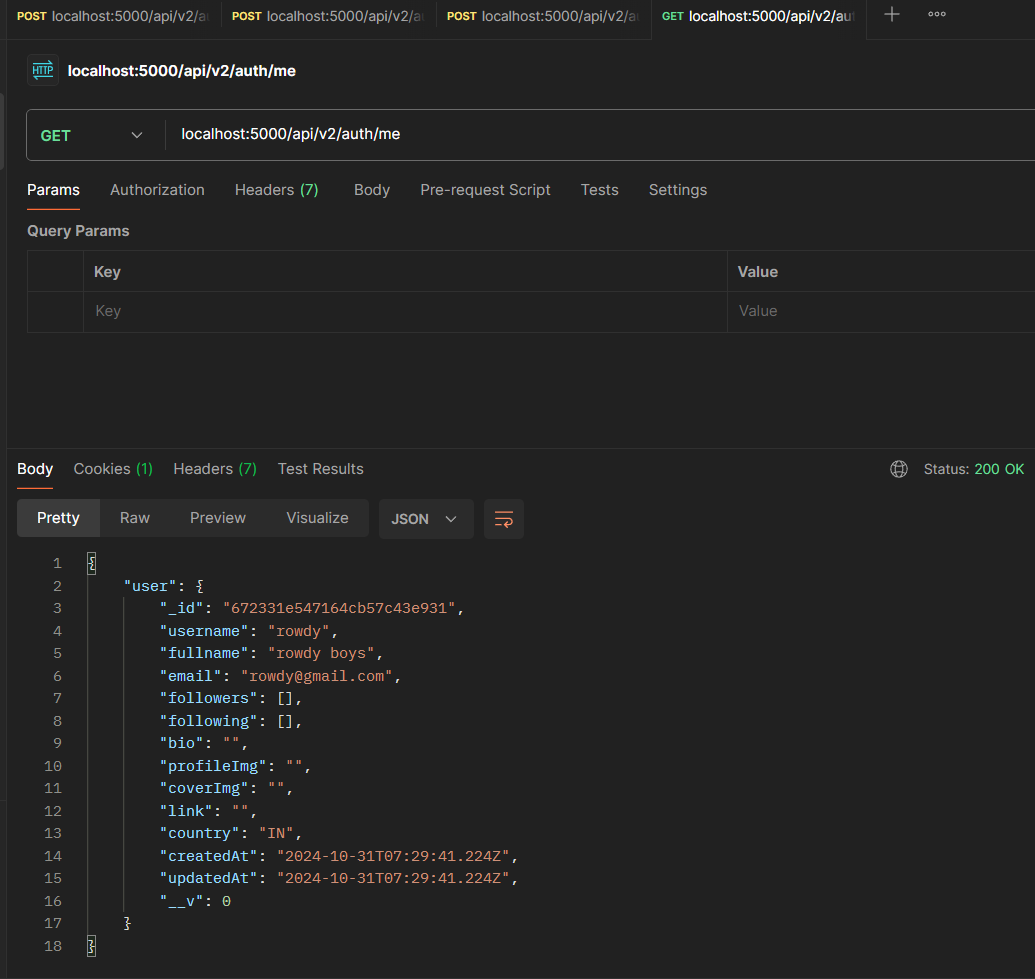 POST localhost:5000/api/v2/a POST localhost:5000/api/v2/a POST localhost:5000/api/v2/a GET localhost:5000/api/v2/au
HTTP localhost:5000/api/v2/auth/me
GET localhost:5000/api/v2/auth/me
Params Authorization Headers (7) Body Pre-request Script Tests Settings
Query Params
Key Value
Key Value
Body Cookies (1) Headers (7) Test Results Status: 200 OK
Pretty Raw Preview Visualize JSON
1 {
2 "user": {
3 "_id": "672331e547164cb57c43e931",
4 "username": "rowdy",
5 "fullname": "rowdy boys",
6 "email": "rowdy@gmail.com",
7 "followers": [],
8 "following": [],
9 "bio": "",
10 "profileImg": "",
11 "coverImg": "",
12 "link": "",
13 "country": "IN",
14 "createdAt": "2024-10-31T07:29:41.224Z",
15 "updatedAt": "2024-10-31T07:29:41.224Z",
16 "__v": 0
17 }
18 }